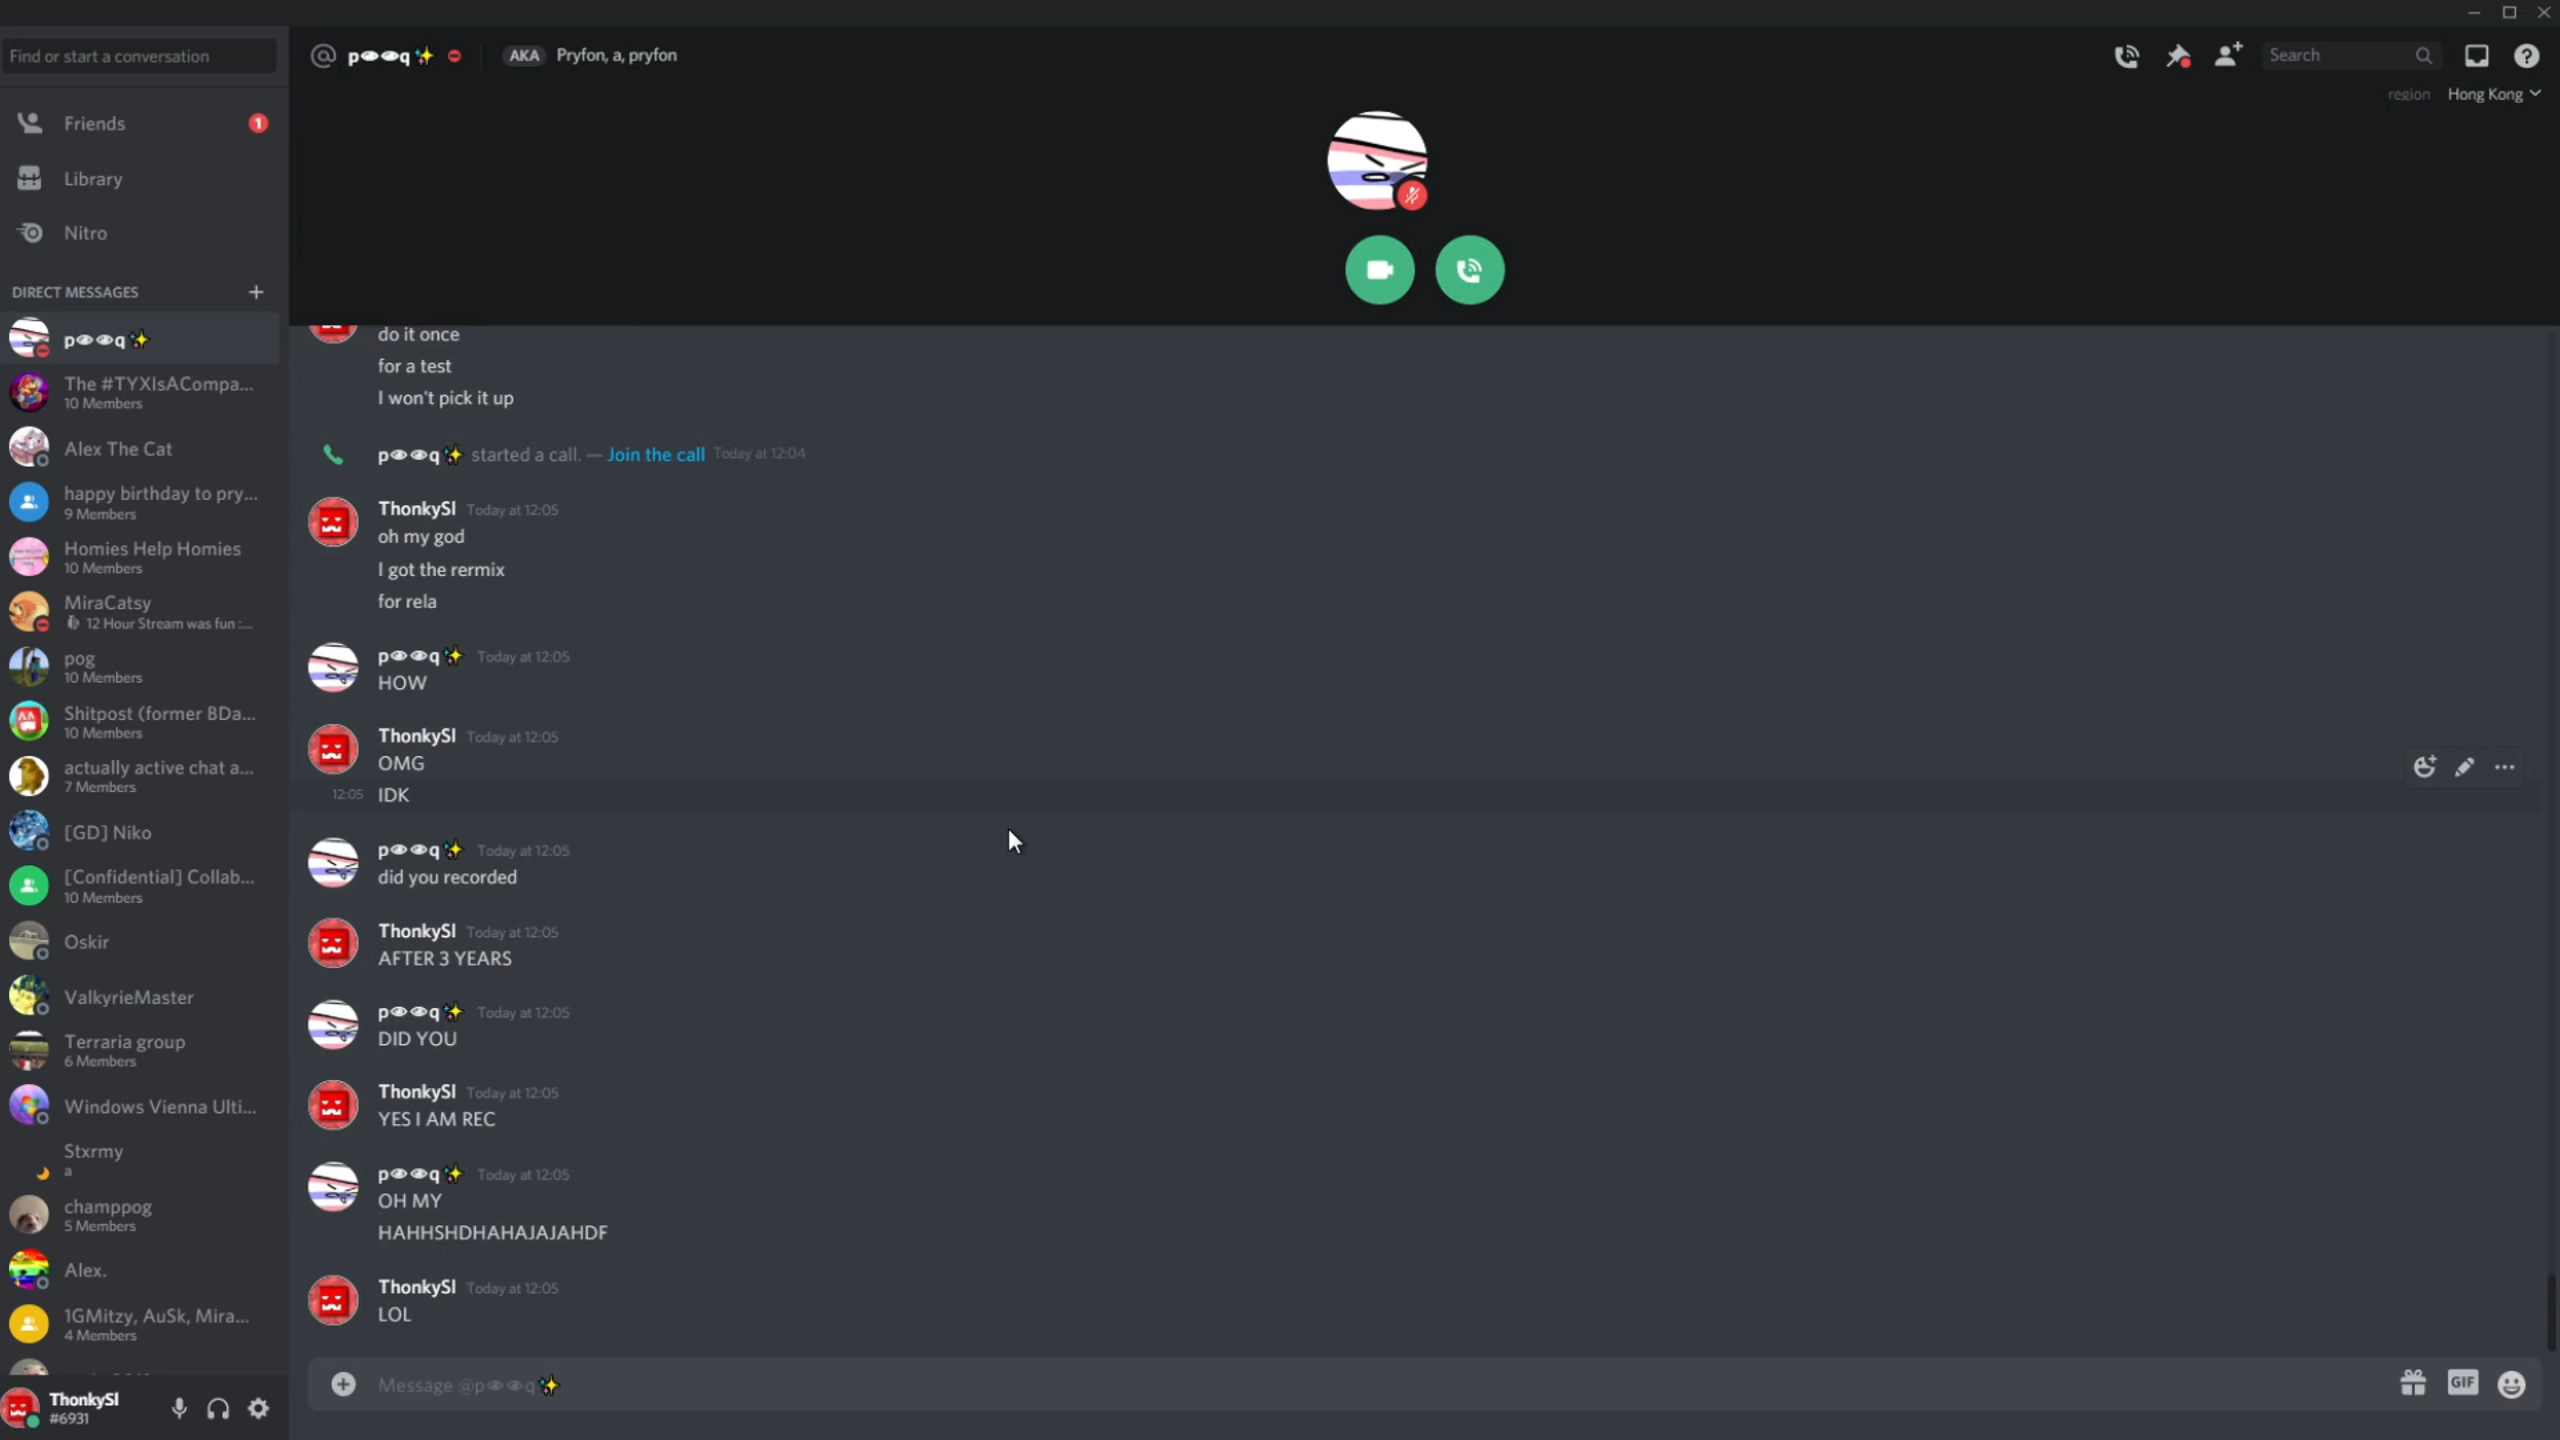 Find or start a conversation
Friends
1
Library
Nitro
DIRECT MESSAGES
p👁👁q✨
The #TYXIsACompa...
10 Members
Alex The Cat
happy birthday to pry...
9 Members
Homies Help Homies
10 Members
MiraCatsy
12 Hour Stream was fun :...
pog
10 Members
Shitpost (former BDa...
10 Members
actually active chat a...
7 Members
[GD] Niko
[Confidential] Collab...
10 Members
Oskir
ValkyrieMaster
Terraria group
6 Members
Windows Vienna Ulti...
Stxrmy
a
champpog
5 Members
Alex.
1GMitzy, AuSk, Mira...
4 Members
ThonkySl
#6931
@ p👁👁q✨ AKA Pryfon, a, pryfon
Search
region Hong Kong
do it once
for a test
I won't pick it up
p👁👁q✨ started a call. — Join the call Today at 12:04
ThonkySl Today at 12:05
oh my god
I got the rermix
for rela
p👁👁q✨ Today at 12:05
HOW
ThonkySl Today at 12:05
OMG
12:05 IDK
p👁👁q✨ Today at 12:05
did you recorded
ThonkySl Today at 12:05
AFTER 3 YEARS
p👁👁q✨ Today at 12:05
DID YOU
ThonkySl Today at 12:05
YES I AM REC
p👁👁q✨ Today at 12:05
OH MY
HAHHSHDHAHAJAJAHDF
ThonkySl Today at 12:05
LOL
Message @p👁👁q✨
GIF